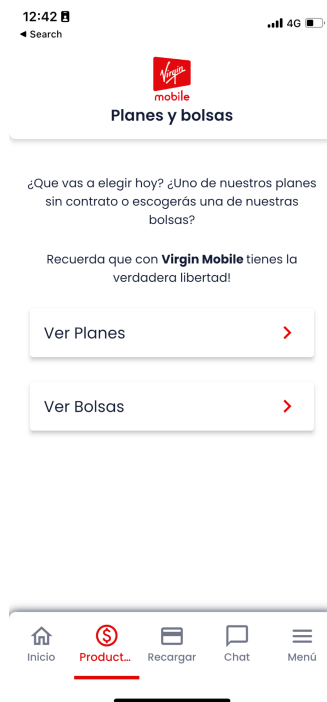 12:42
4G
Search
Virgin
mobile
Planes y bolsas
¿Que vas a elegir hoy? ¿Uno de nuestros planes
sin contrato o escogerás una de nuestras
bolsas?
Recuerda que con Virgin Mobile tienes la
verdadera libertad!
Ver Planes
Ver Bolsas
Inicio
Product...
Recargar
Chat
Menú